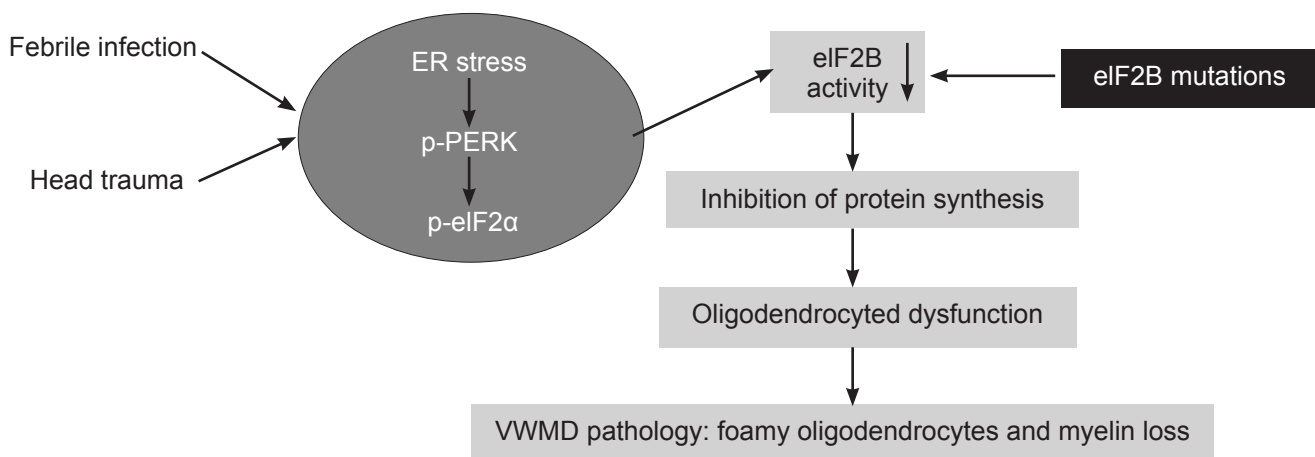 Febrile infection
Head trauma
ER stress
p-PERK
p-eIF2α
eIF2B
activity
eIF2B mutations
Inhibition of protein synthesis
Oligodendrocyted dysfunction
VWMD pathology: foamy oligodendrocytes and myelin loss